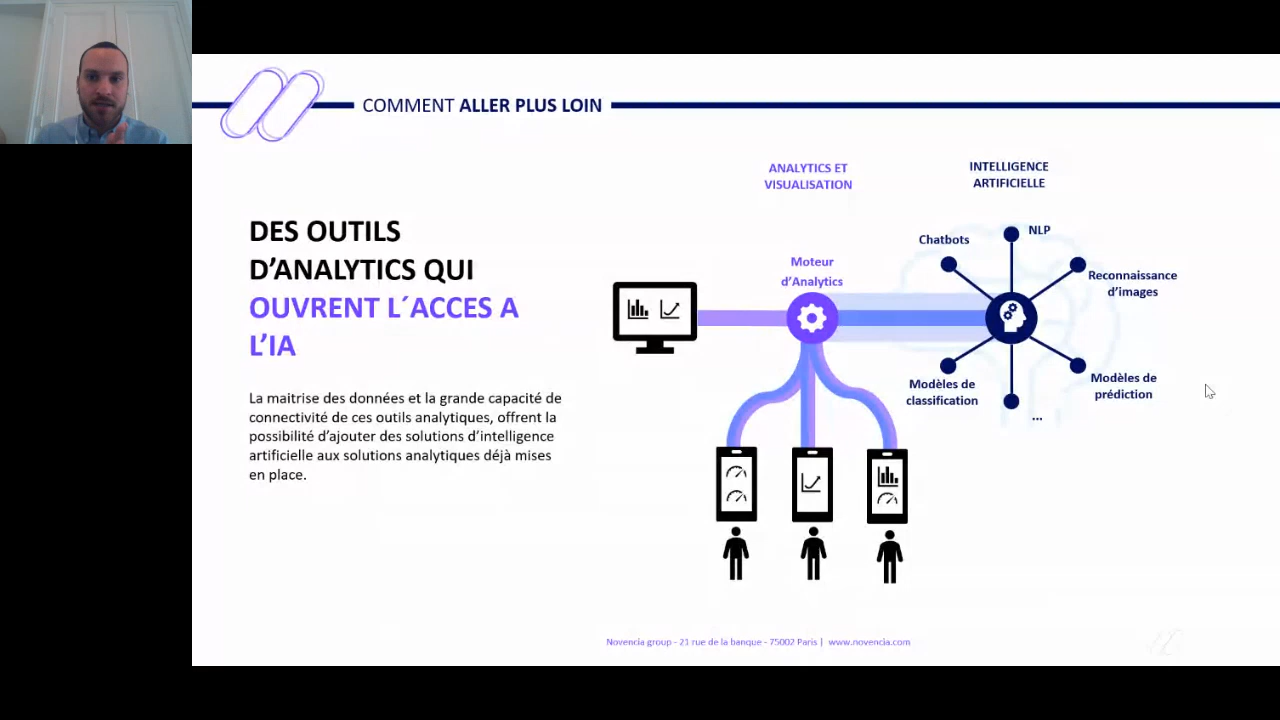 COMMENT ALLER PLUS LOIN
DES OUTILS
D’ANALYTICS QUI
OUVRENT L´ACCES A
L’IA
La maitrise des données et la grande capacité de
connectivité de ces outils analytiques, offrent la
possibilité d’ajouter des solutions d’intelligence
artificielle aux solutions analytiques déjà mises
en place.
ANALYTICS ET
VISUALISATION
INTELLIGENCE
ARTIFICIELLE
Moteur
d’Analytics
Chatbots
NLP
Reconnaissance
d’images
Modèles de
classification
Modèles de
prédiction
...
Novencia group - 21 rue de la banque - 75002 Paris | www.novencia.com